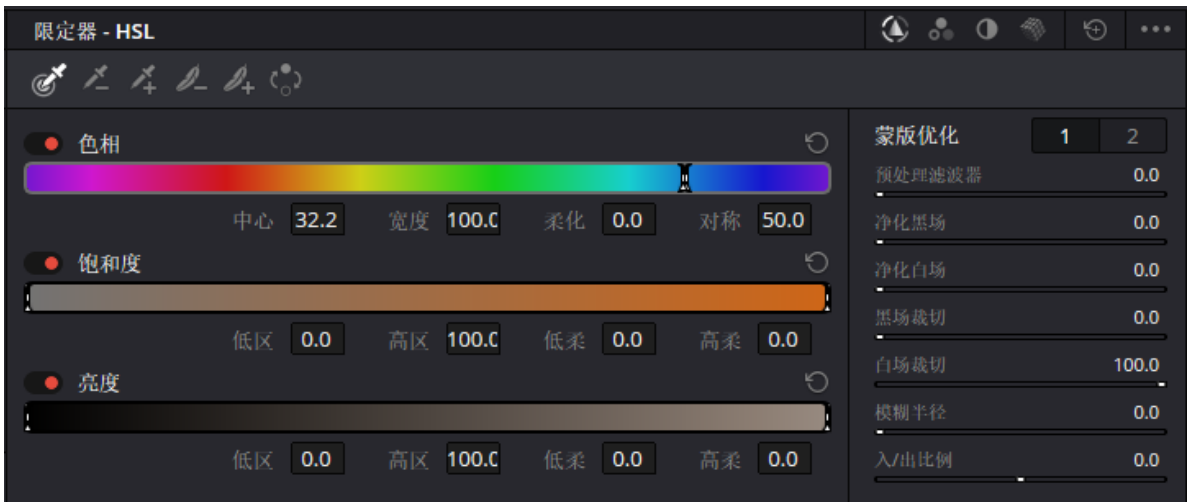 限定器 - HSL
色相
中心 32.2 宽度 100.0 柔化 0.0 对称 50.0
饱和度
低区 0.0 高区 100.0 低柔 0.0 高柔 0.0
亮度
低区 0.0 高区 100.0 低柔 0.0 高柔 0.0
蒙版优化 1 2
预处理滤波器 0.0
净化黑场 0.0
净化白场 0.0
黑场裁切 0.0
白场裁切 100.0
模糊半径 0.0
入/出比例 0.0